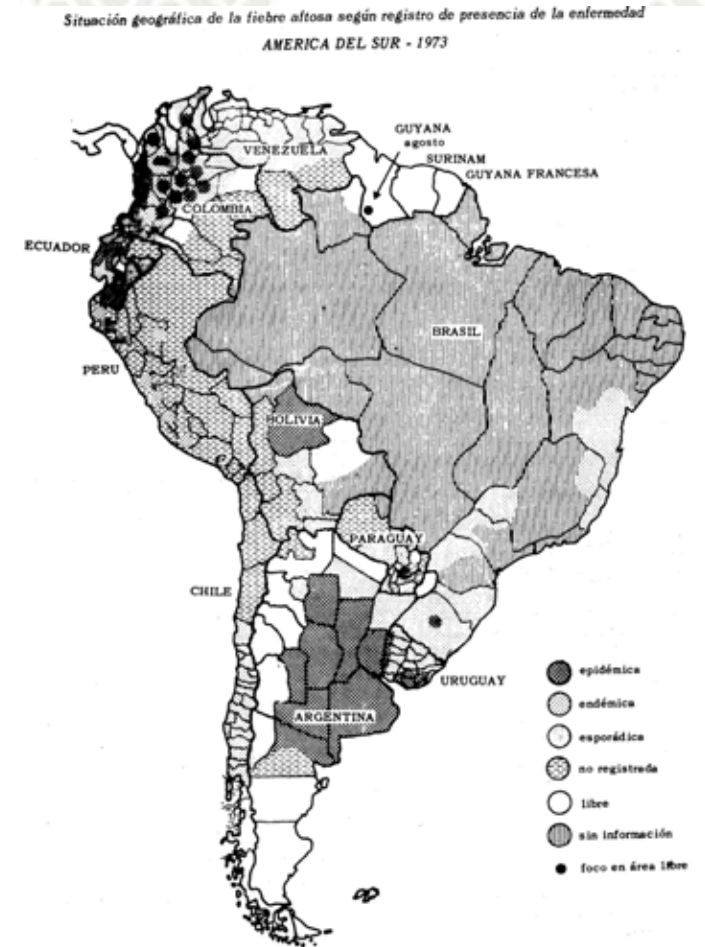 Situación geográfica de la fiebre aftosa según registro de presencia de la enfermedad
AMERICA DEL SUR - 1973
GUYANA
agosto
VENEZUELA
SURINAM
GUYANA FRANCESA
COLOMBIA
ECUADOR
BRASIL
PERU
BOLIVIA
PARAGUAY
CHILE
URUGUAY
ARGENTINA
epidémica
endémica
esporádica
no registrada
libre
sin información
foco en área libre